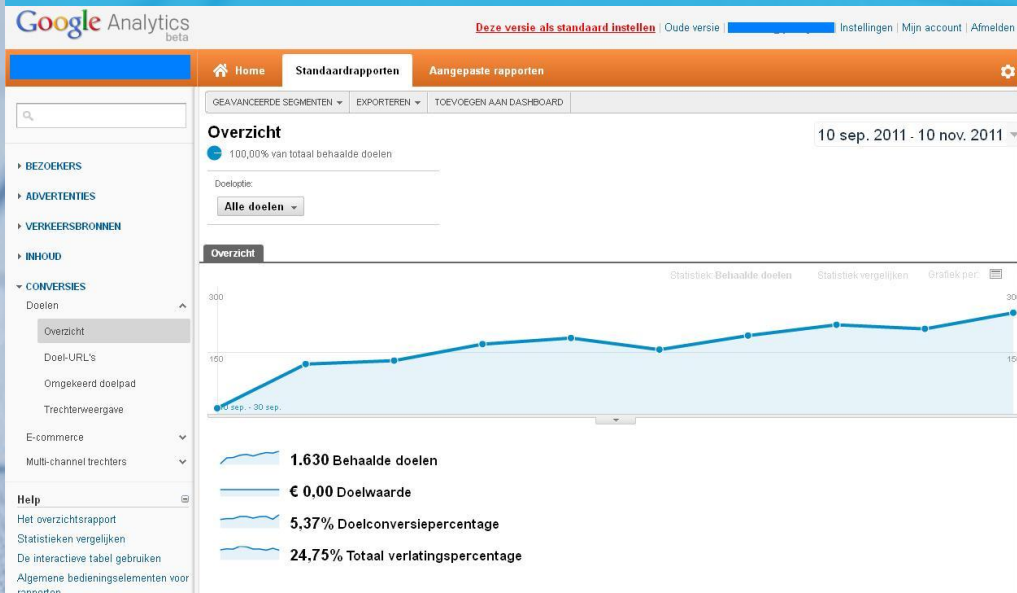 Google Analytics
beta
Deze versie als standaard instellen | Oude versie | Instellingen | Mijn account | Afmelden
Home Standaardrapporten Aangepaste rapporten
GEAVANCEERDE SEGMENTEN EXPORTEREN TOEVOEGEN AAN DASHBOARD
Overzicht
10 sep. 2011 - 10 nov. 2011
100,00% van totaal behaalde doelen
Doeloptie:
Alle doelen
BEZOEKERS
ADVERTENTIES
VERKEERSBRONNEN
INHOUD
CONVERSIES
Doelen
Overzicht
Doel-URL's
Omgekeerd doelpad
Trechterweergave
E-commerce
Multi-channel trechters
Help
Het overzichtsrapport
Statistieken vergelijken
De interactieve tabel gebruiken
Algemene bedieningselementen voor
rapporten
Overzicht
Statistiek: Behaalde doelen Statistiek vergelijken Grafiek per:
300
150
sep. - 30 sep.
1.630 Behaalde doelen
€ 0,00 Doelwaarde
5,37% Doelconversiepercentage
24,75% Totaal verlatingspercentage